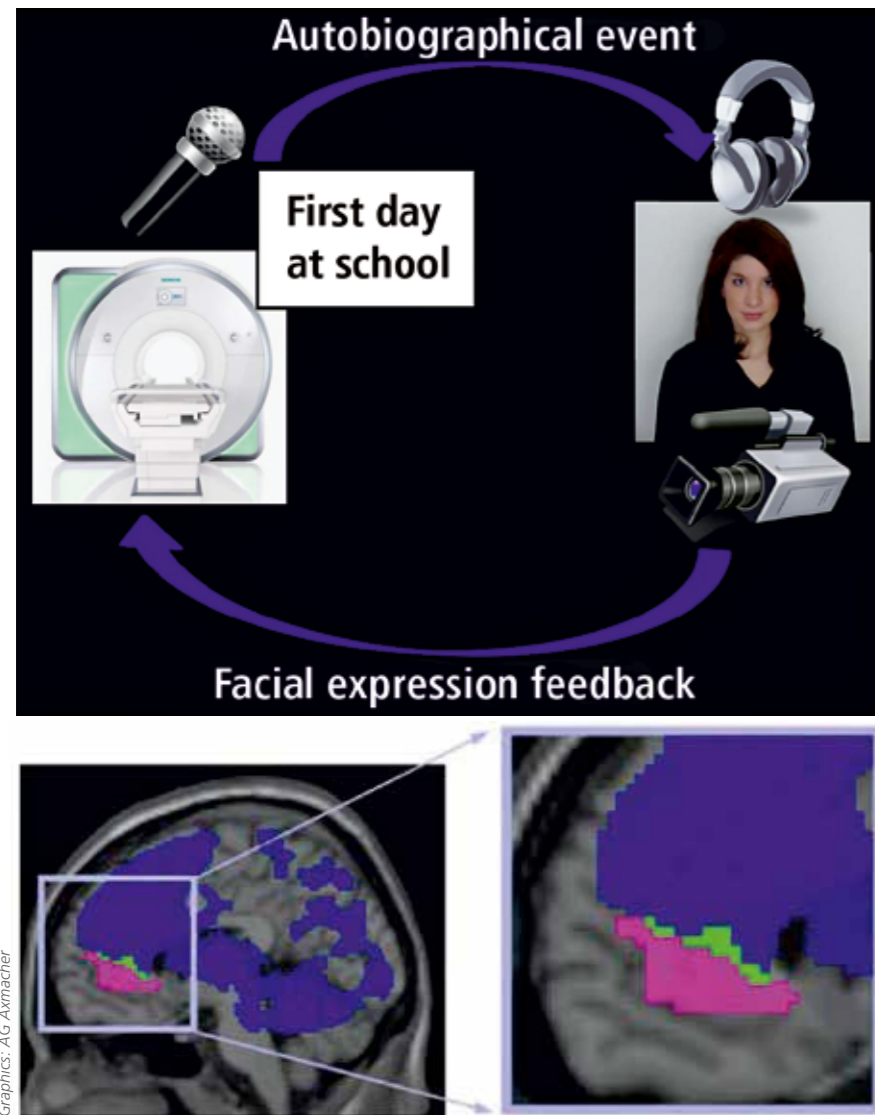 Autobiographical event
First day
at school
Facial expression feedback
Graphics: AG Axmacher